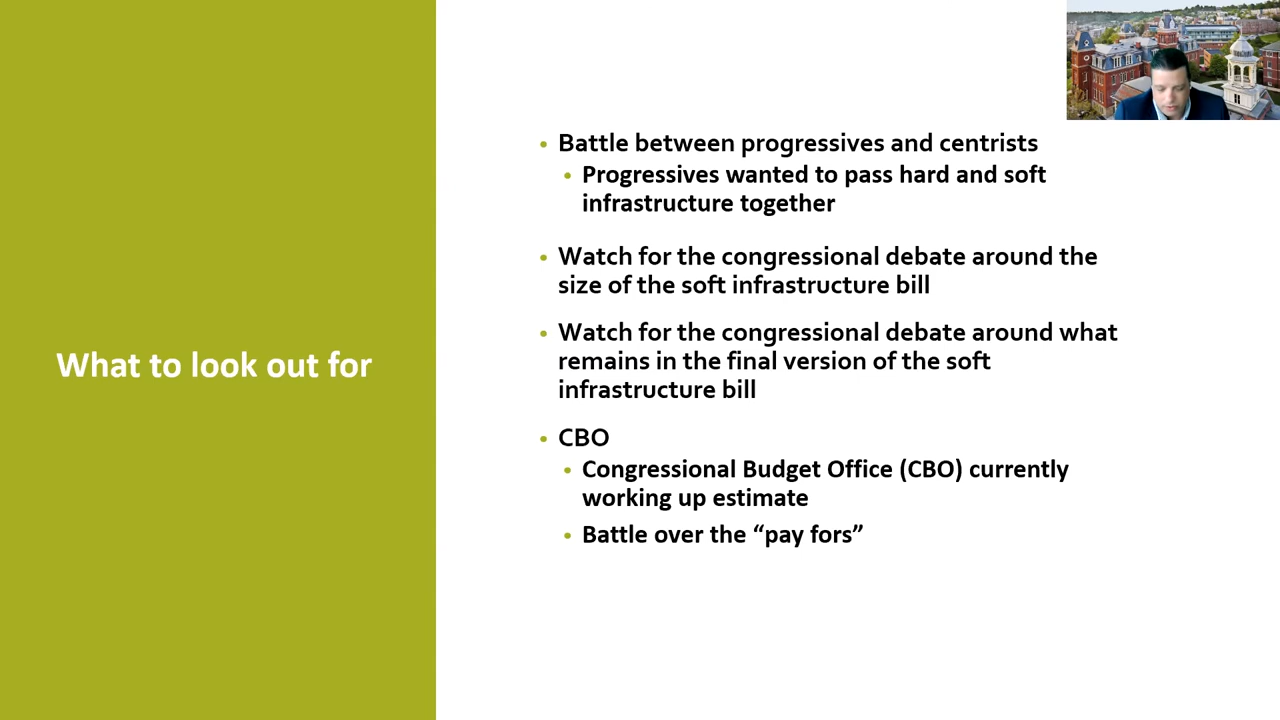 What to look out for
• Battle between progressives and centrists
• Progressives wanted to pass hard and soft
infrastructure together
• Watch for the congressional debate around the
size of the soft infrastructure bill
• Watch for the congressional debate around what
remains in the final version of the soft
infrastructure bill
• CBO
• Congressional Budget Office (CBO) currently
working up estimate
• Battle over the “pay fors”